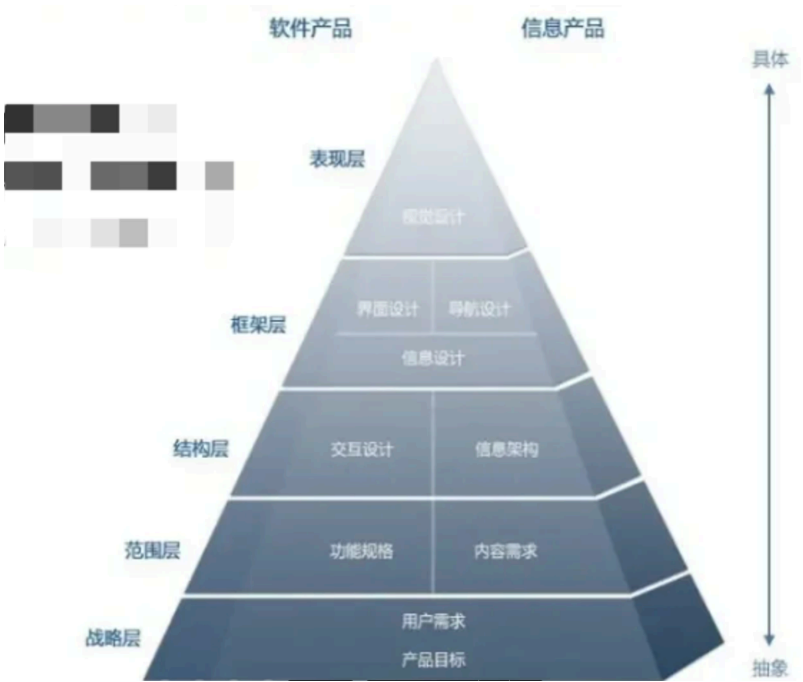 软件产品 信息产品
具体
表现层
视觉设计
框架层
界面设计 导航设计
信息设计
结构层
交互设计 信息架构
范围层
功能规格 内容需求
战略层
用户需求
产品目标
抽象